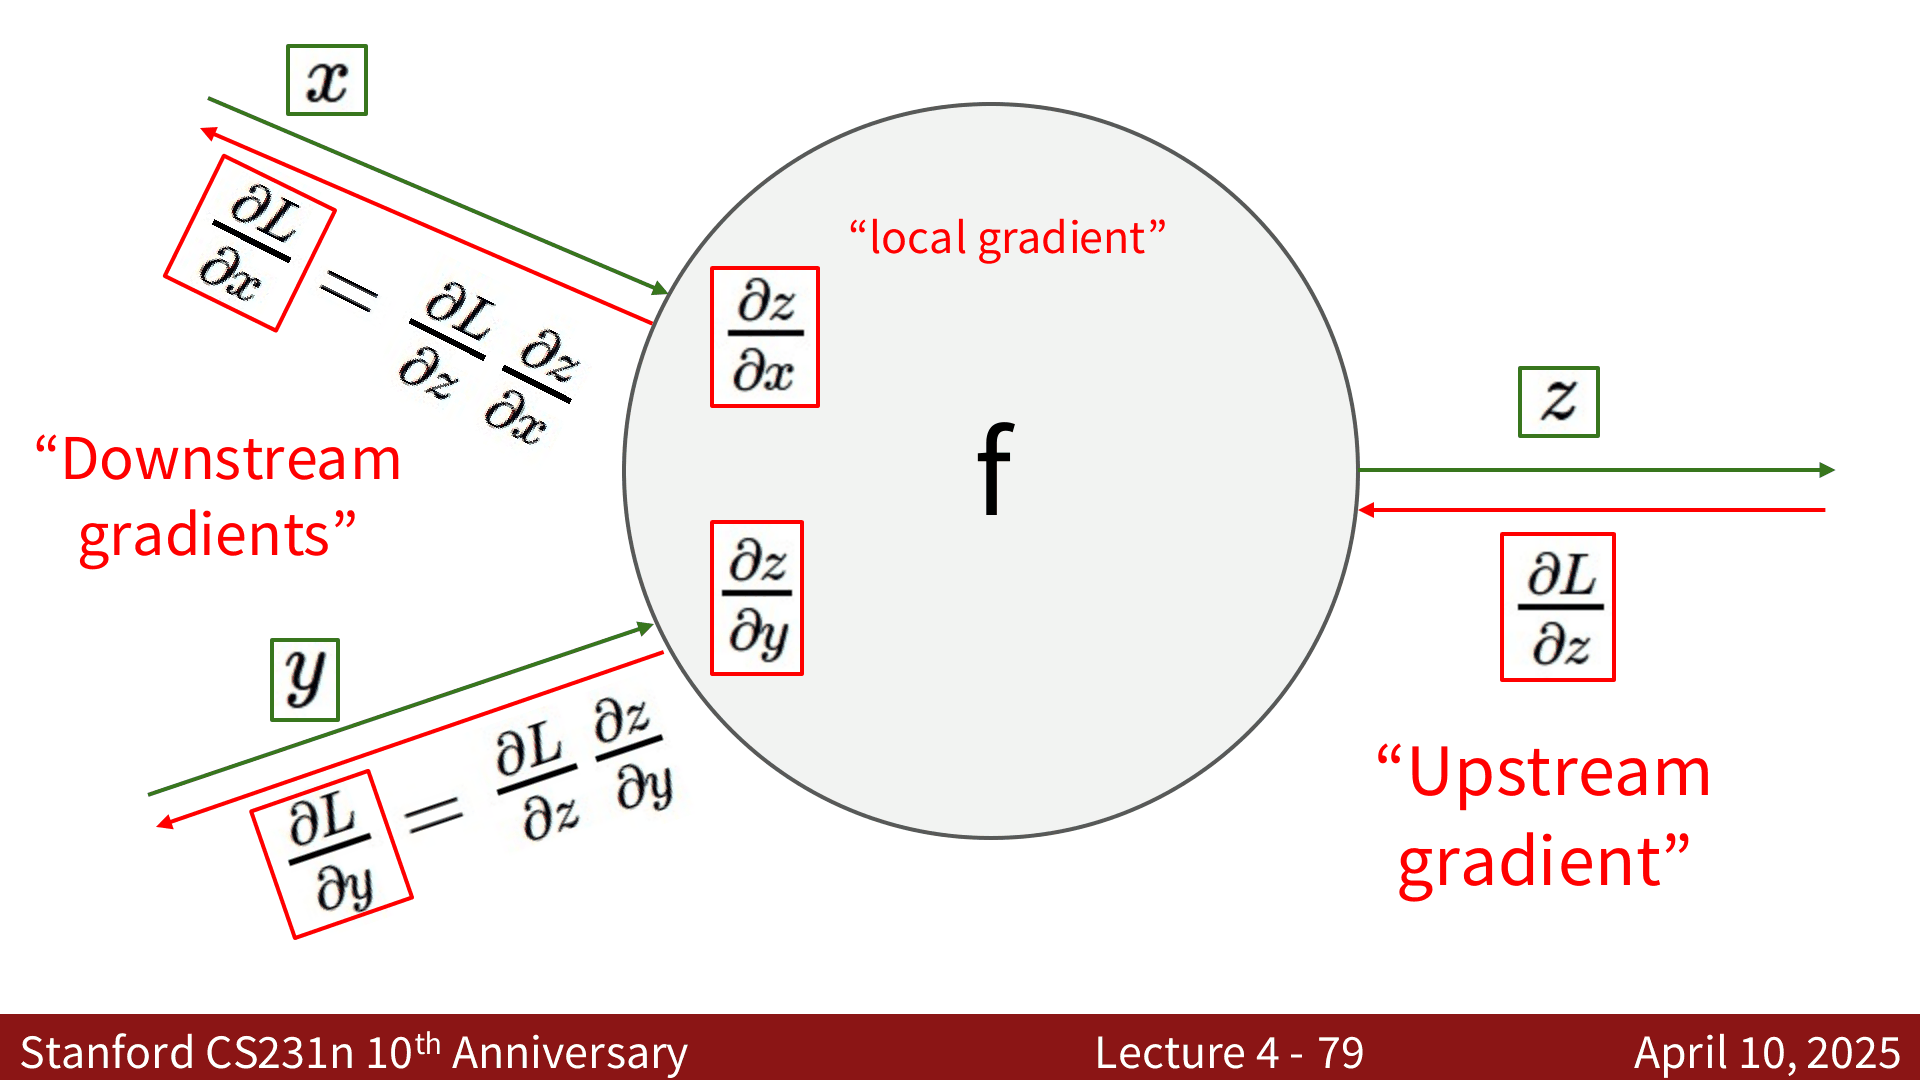 x
∂L/∂x = ∂L/∂z ∂z/∂x
“Downstream
gradients”
y
∂L/∂y = ∂L/∂z ∂z/∂y
“local gradient”
∂z/∂x
f
∂z/∂y
z
∂L/∂z
“Upstream
gradient”
Stanford CS231n 10th Anniversary
Lecture 4 - 79
April 10, 2025